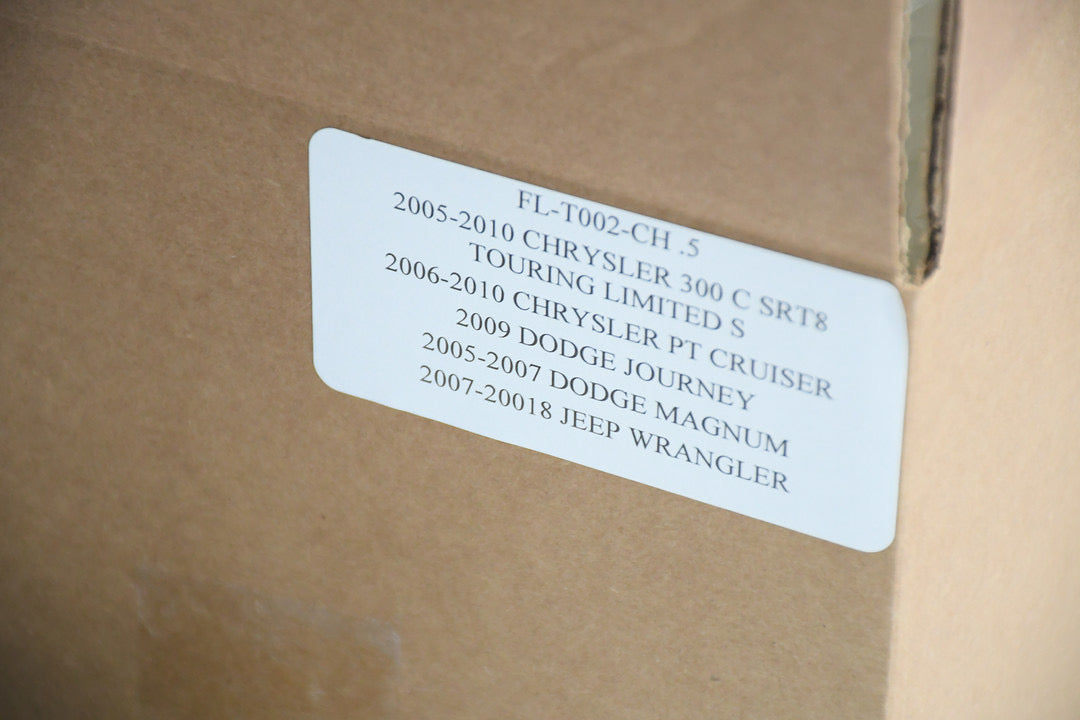 FL-T002-CH .5
2005-2010 CHRYSLER 300 C SRT8
TOURING LIMITED S
2006-2010 CHRYSLER PT CRUISER
2009 DODGE JOURNEY
2005-2007 DODGE MAGNUM
2007-20018 JEEP WRANGLER